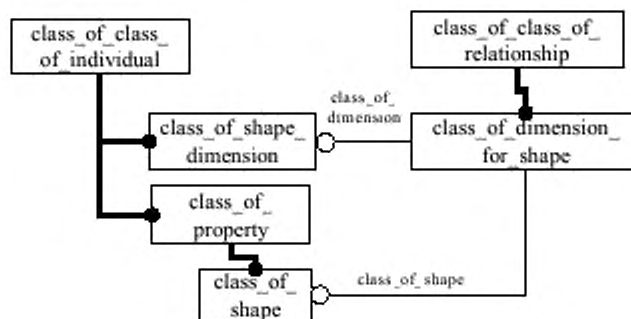 class_of_class_
of_individual
class_of_class_of_
relationship
class_of_
dimension
class_of_shape_
dimension
class_of_dimension_
for_shape
class_of_
property
class_of_
shape
class_of_shape